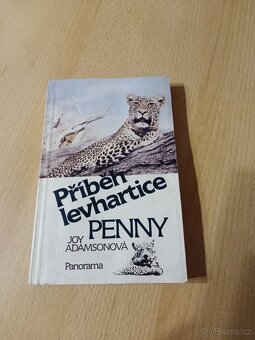 Příběh
levhartice
PENNY
JOY
ADAMSONOVÁ
Panorama
Bazos.cz